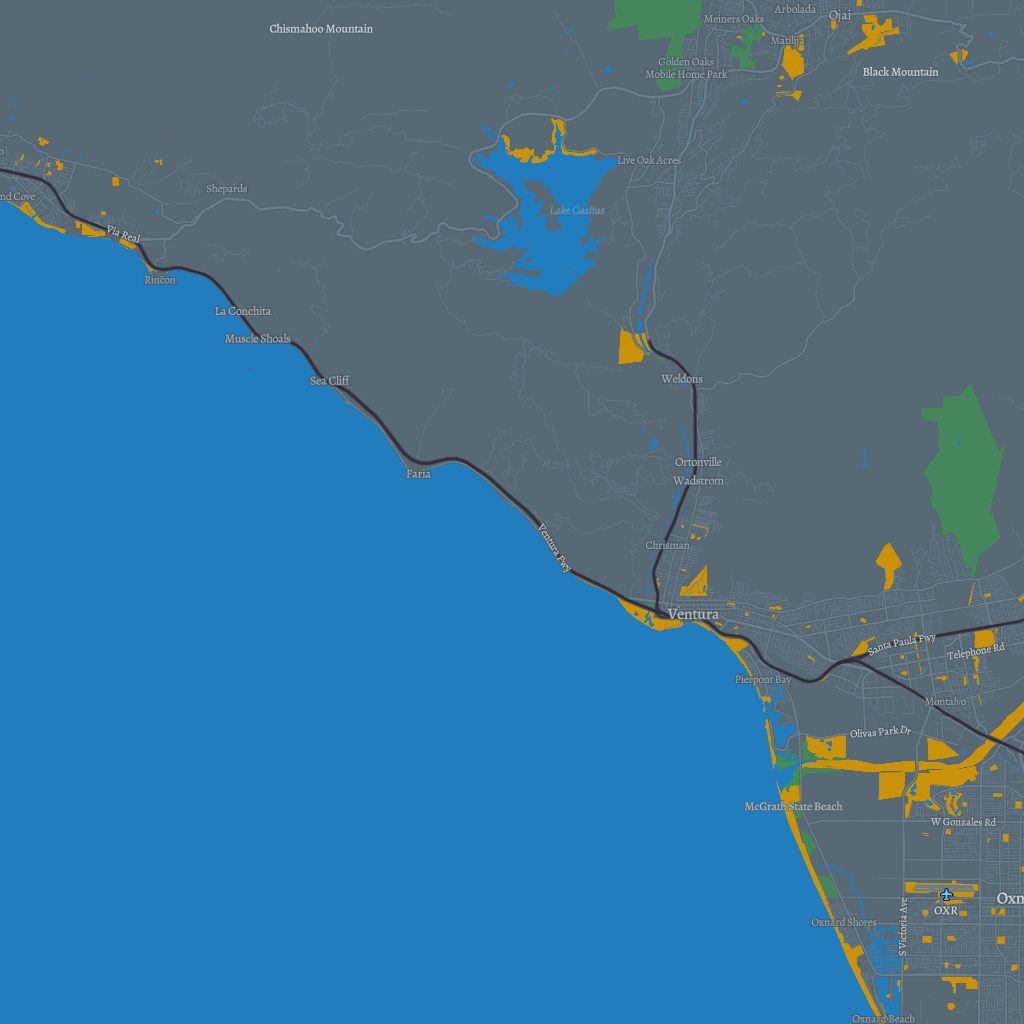 Arbolada
Meiners Oaks
Ojai
Chismahoo Mountain
Matilija
Golden Oaks
Mobile Home Park
Black Mountain
Live Oak Acres
Shepards
nd Cove
Lake Casitas
Via Real
Rincon
La Conchita
Muscle Shoals
Sea Cliff
Weldons
Ortonville
Faria
Wadstrom
Ventura Fwy
Chrisman
Ventura
Santa Paula Fwy
Telephone Rd
Pierpont Bay
Montalvo
Olivas Park Dr
McGrath State Beach
W Gonzales Rd
Oxn
OXR
S Victoria Ave
Oxnard Shores
Oxnard Beach